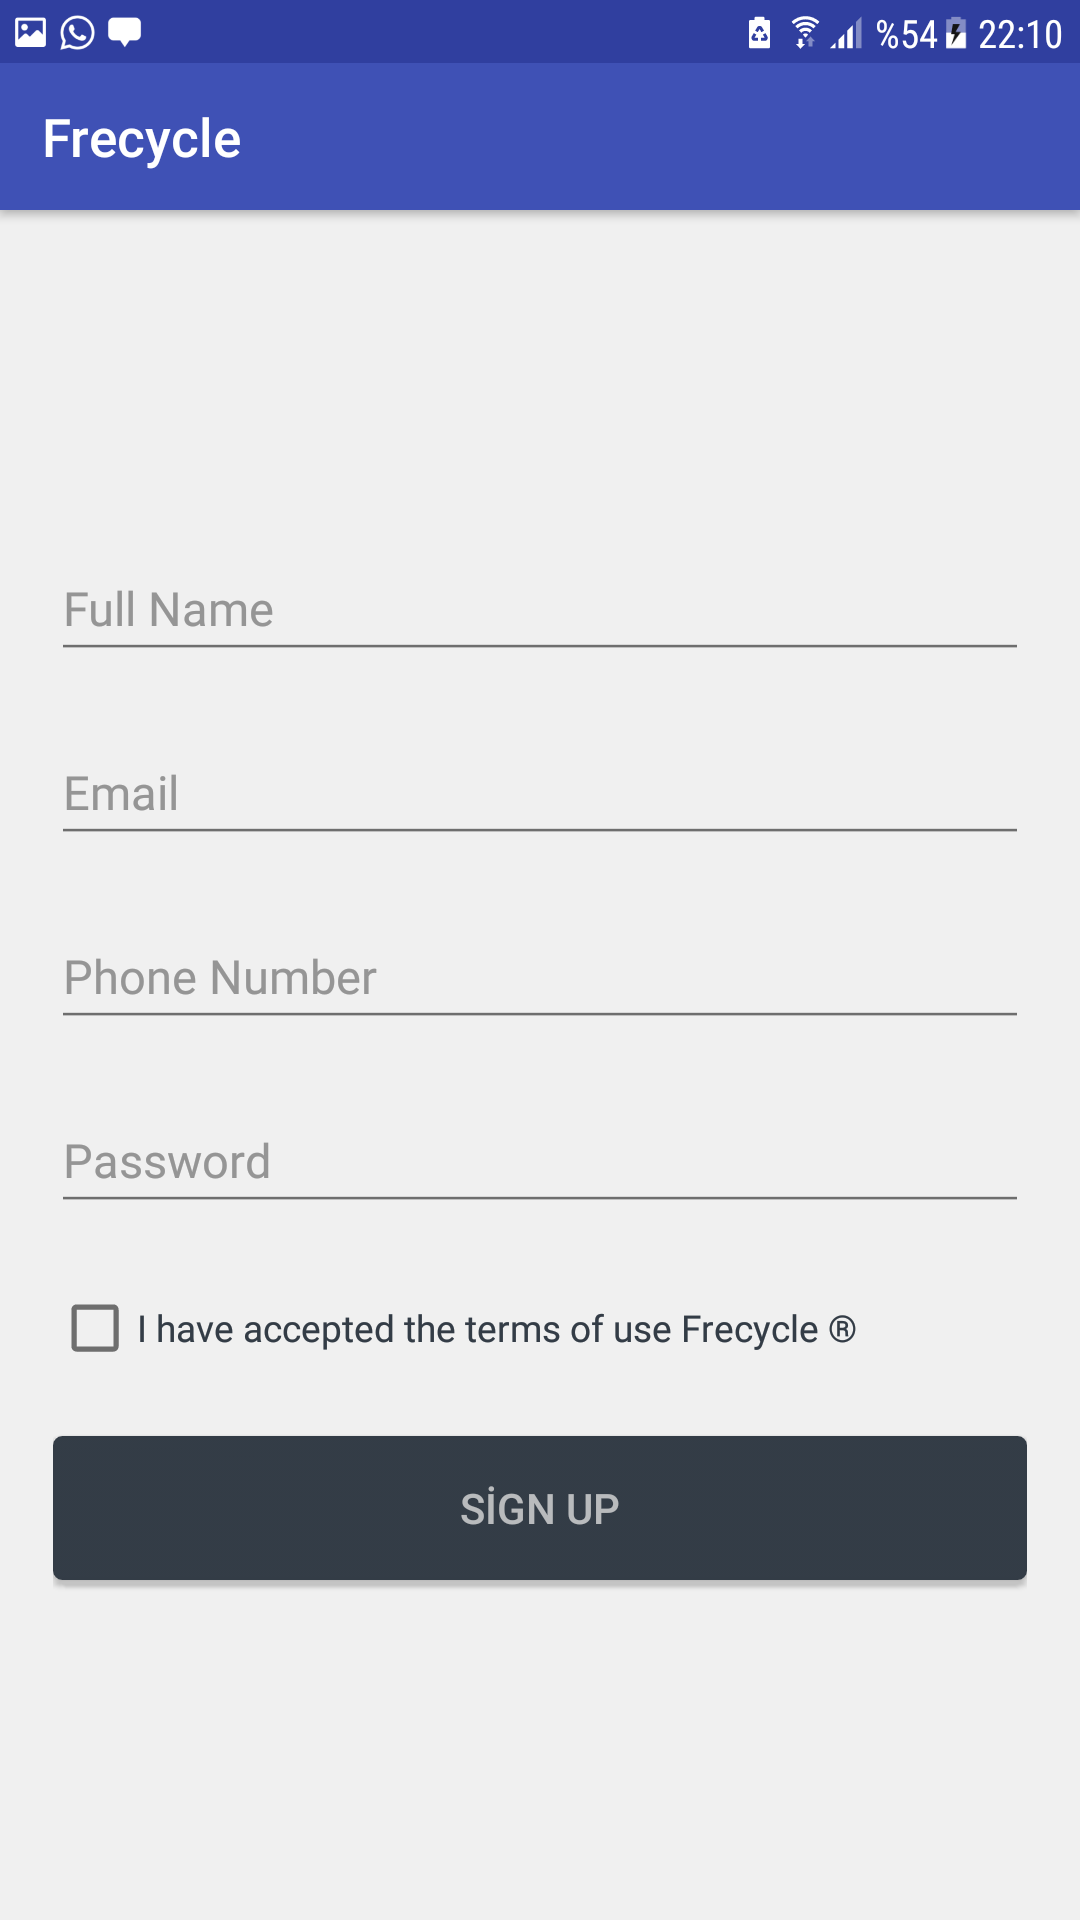 %54 22:10
Frecycle
Full Name
Email
Phone Number
Password
I have accepted the terms of use Frecycle ®
SİGN UP